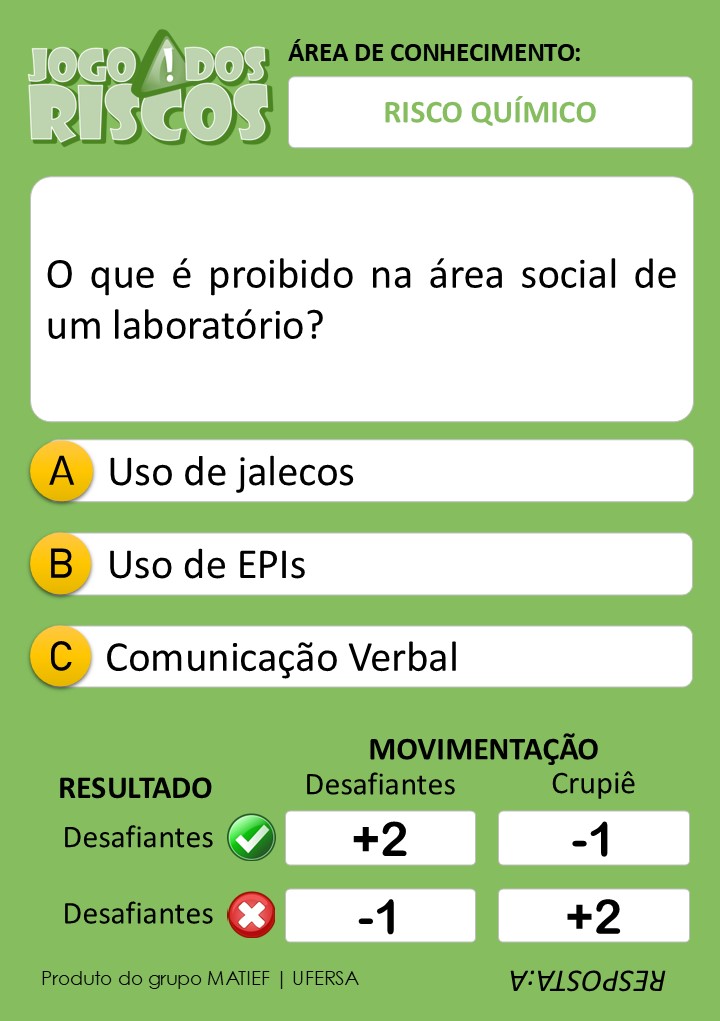 JOGO DOS
RISCOS
ÁREA DE CONHECIMENTO:
RISCO QUÍMICO
O que é proibido na área social de
um laboratório?
A Uso de jalecos
B Uso de EPIs
C Comunicação Verbal
MOVIMENTAÇÃO
RESULTADO Desafiantes Crupiê
Desafiantes +2 -1
Desafiantes -1 +2
Produto do grupo MATIEF | UFERSA
RESPOSTA:A